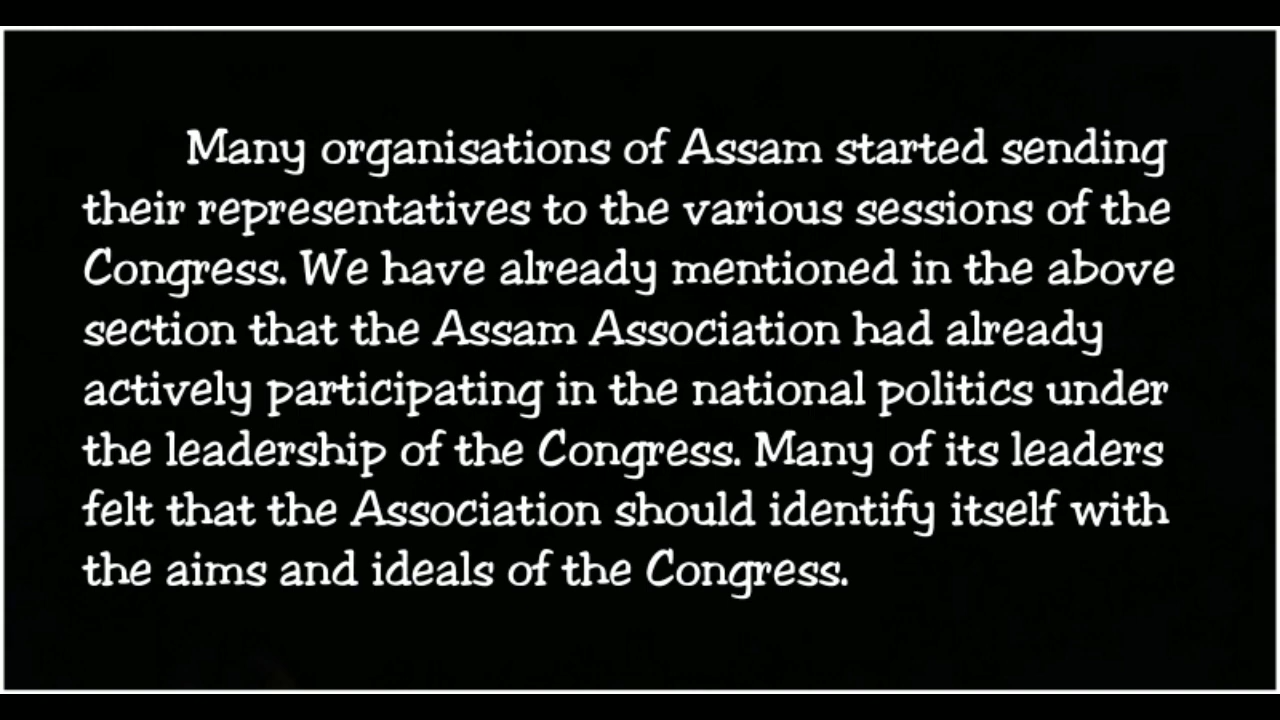 Many organisations of Assam started sending
their representatives to the various sessions of the
Congress. We have already mentioned in the above
section that the Assam Association had already
actively participating in the national politics under
the leadership of the Congress. Many of its leaders
felt that the Association should identify itself with
the aims and ideals of the Congress.